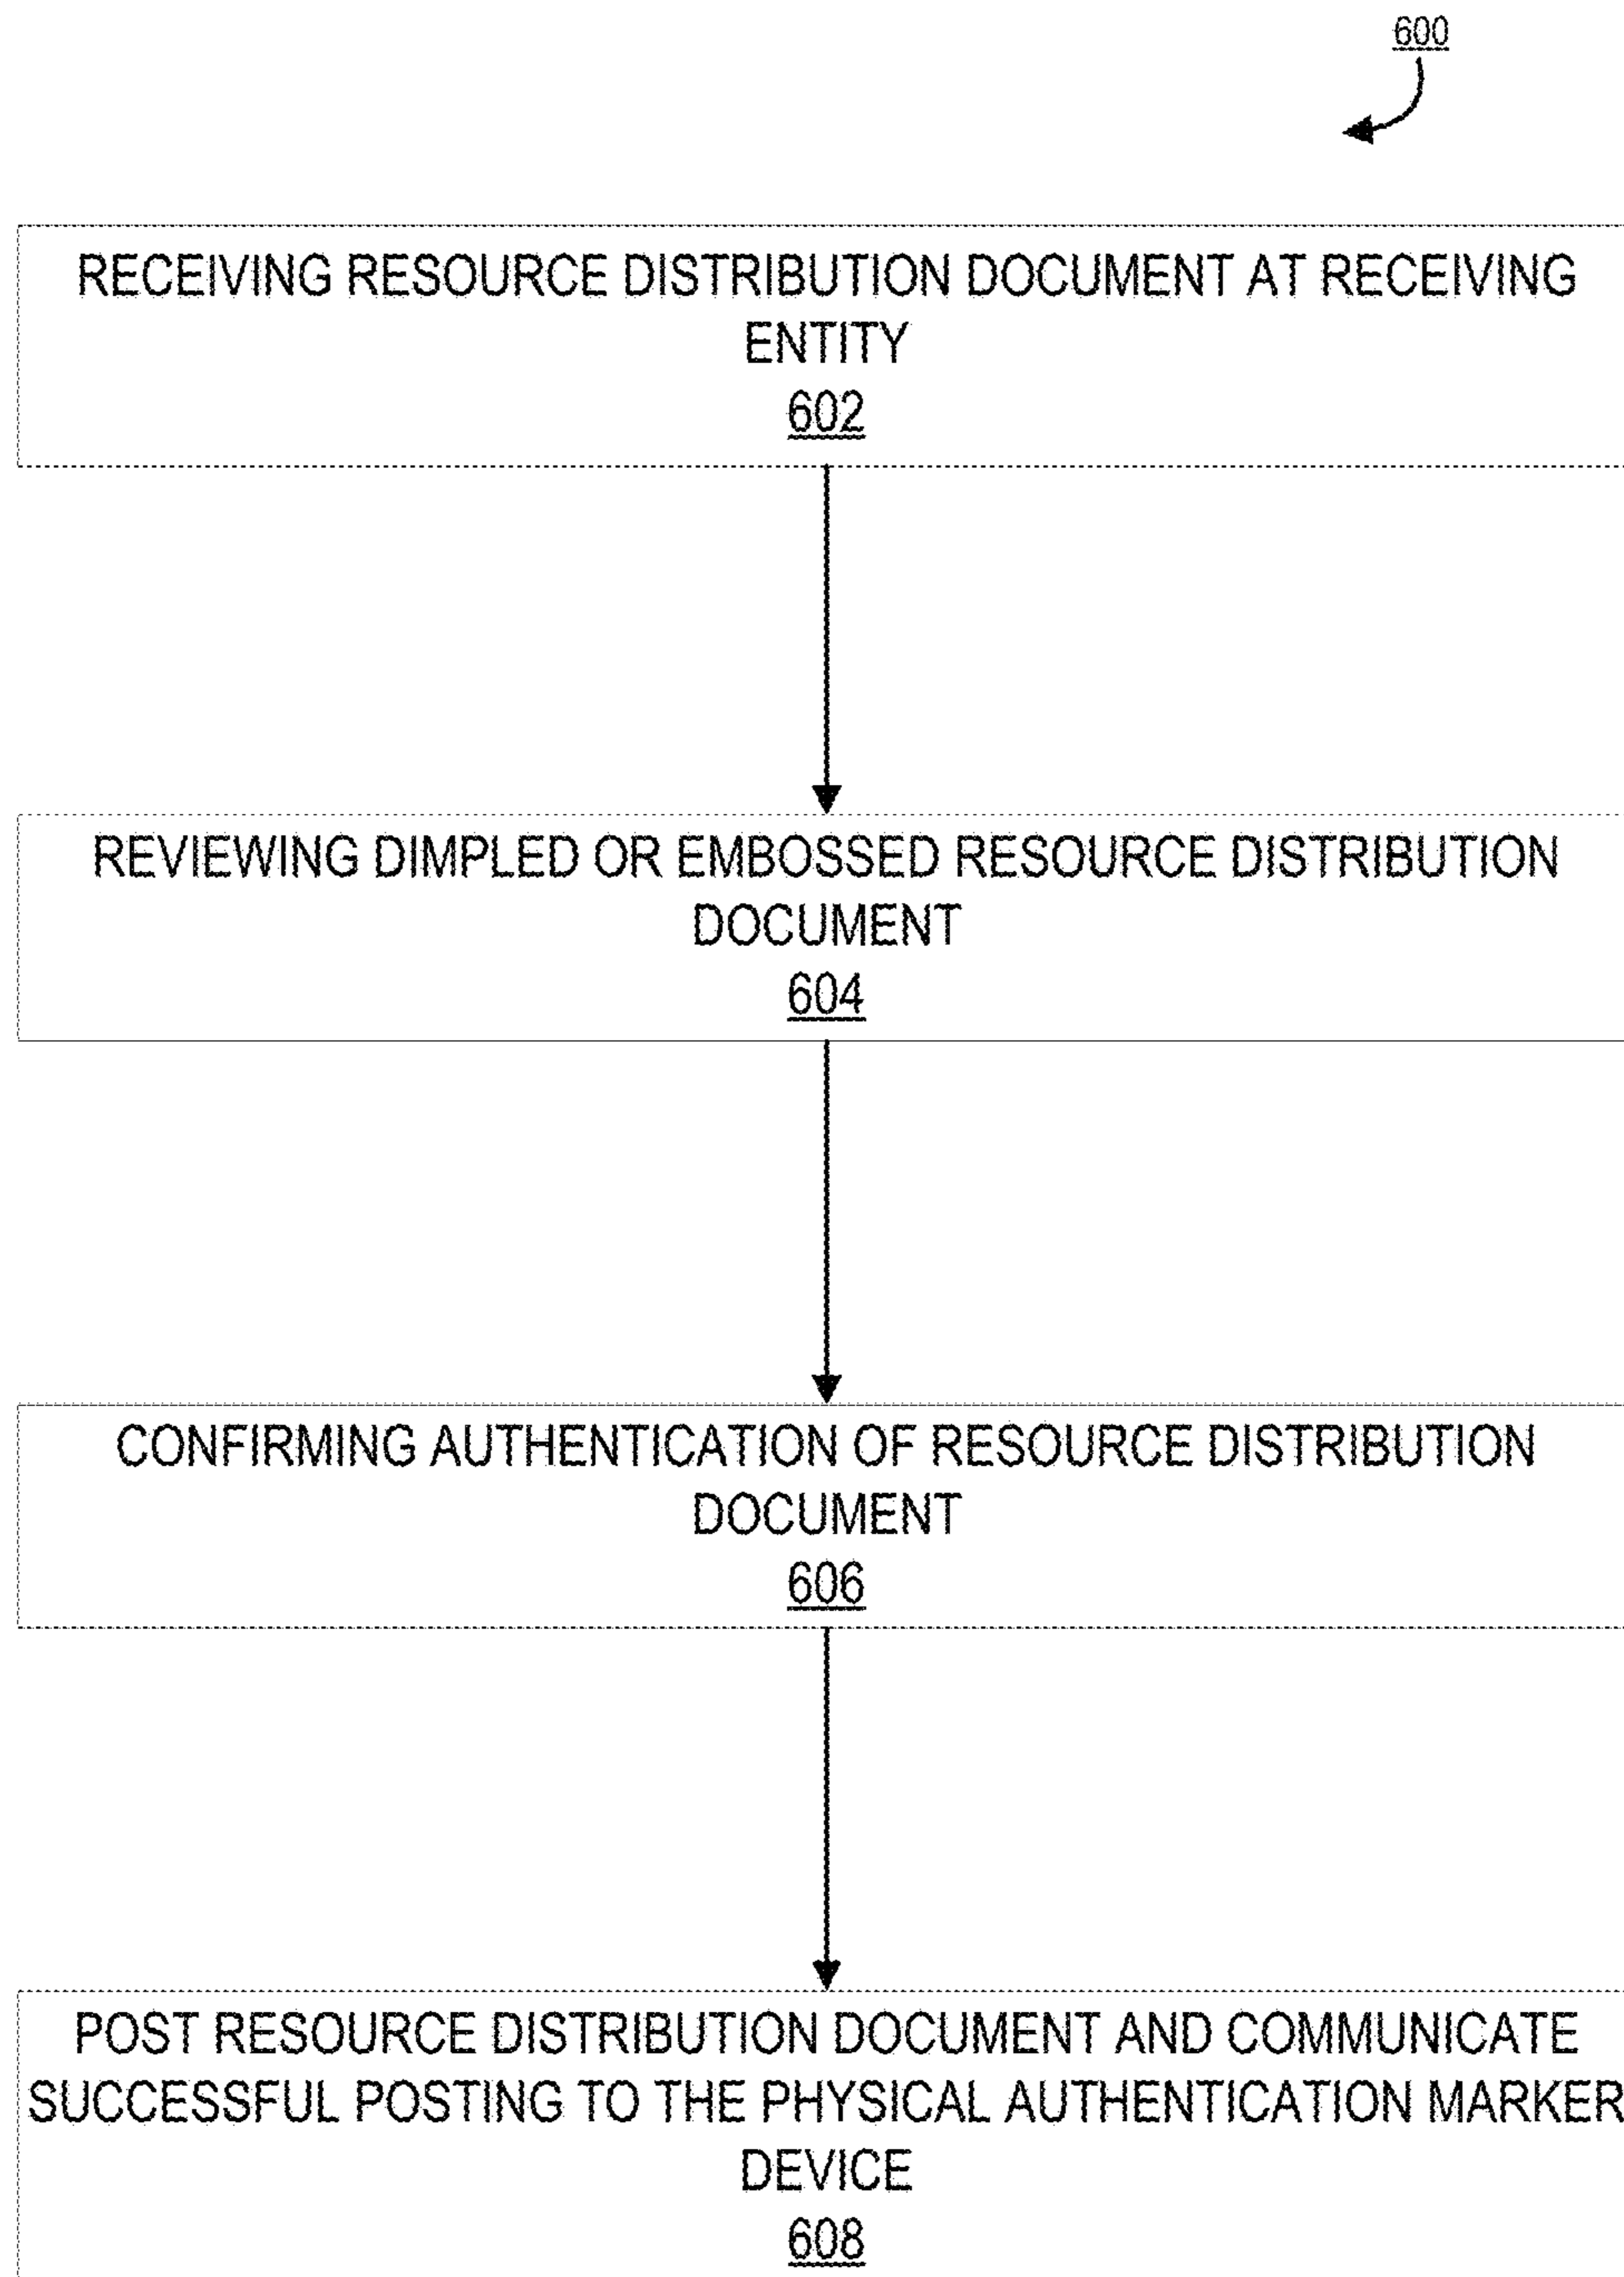 600
RECEIVING RESOURCE DISTRIBUTION DOCUMENT AT RECEIVING
ENTITY
602
REVIEWING DIMPLED OR EMBOSSED RESOURCE DISTRIBUTION
DOCUMENT
604
CONFIRMING AUTHENTICATION OF RESOURCE DISTRIBUTION
DOCUMENT
606
POST RESOURCE DISTRIBUTION DOCUMENT AND COMMUNICATE
SUCCESSFUL POSTING TO THE PHYSICAL AUTHENTICATION MARKER
DEVICE
608